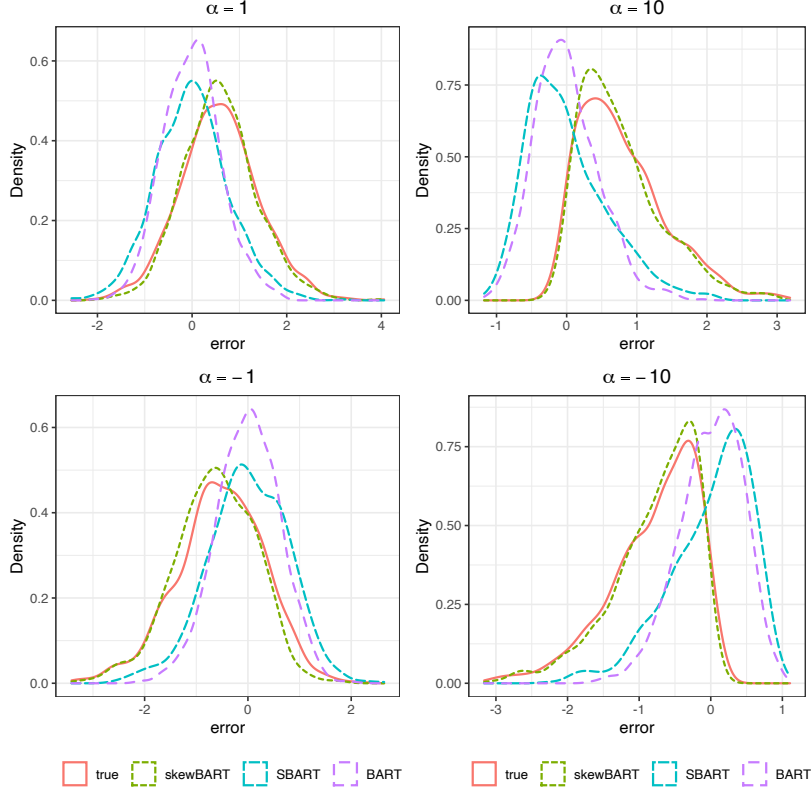 α = 1
α = 10
0.6
0.4
0.2
0.0
Density
-2
0
2
4
error
0.75
0.50
0.25
0.00
Density
-1
0
1
2
3
error
α = − 1
α = − 10
0.6
0.4
0.2
0.0
Density
-2
0
2
error
0.75
0.50
0.25
0.00
Density
-3
-2
-1
0
1
error
true skewBART SBART BART
true skewBART SBART BART